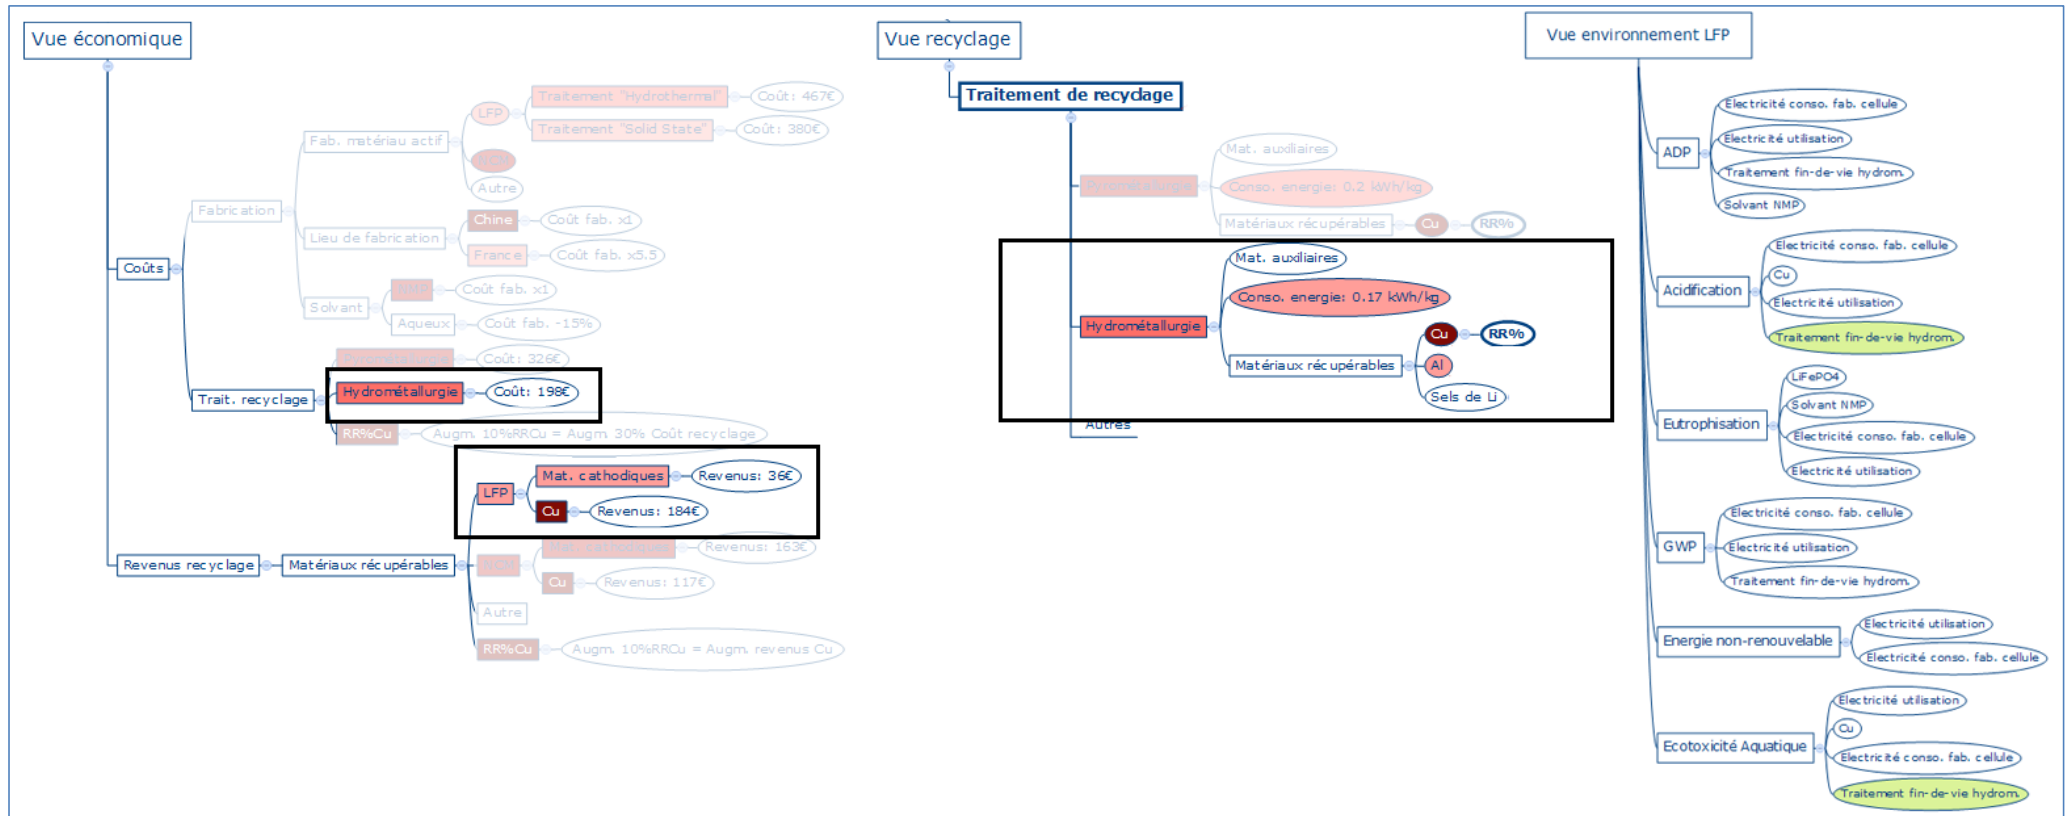 Vue économique
Coûts
Fabrication
Fab. matériau actif
LFP
Traitement "Hydrothermal"
Coût: 467€
Traitement "Solid State"
Coût: 380€
NCM
Autre
Lieu de fabrication
Chine
Coût fab. x1
France
Coût fab. x5.5
Solvant
NMP
Coût fab. x1
Aqueux
Coût fab. -15%
Trait. recyclage
Pyrométallurgie
Coût: 326€
Hydrométallurgie
Coût: 198€
RR%Cu
Augm. 10%RRCu = Augm. 30% Coût recyclage
Revenus recyclage
Matériaux récupérables
LFP
Mat. cathodiques
Revenus: 36€
Cu
Revenus: 184€
NCM
Mat. cathodiques
Revenus: 163€
Cu
Revenus: 117€
Autre
RR%Cu
Augm. 10%RRCu = Augm. revenus Cu
Vue recyclage
Traitement de recyclage
Pyrométallurgie
Mat. auxiliaires
Conso. energie: 0.2 kWh/kg
Matériaux récupérables
Cu
RR%
Hydrométallurgie
Mat. auxiliaires
Conso. energie: 0.17 kWh/kg
Matériaux récupérables
Cu
RR%
Al
Sels de Li
Autres
Vue environnement LFP
ADP
Electricité conso. fab. cellule
Electricité utilisation
Traitement fin-de-vie hydrom.
Solvant NMP
Acidification
Electricité conso. fab. cellule
Cu
Electricité utilisation
Traitement fin-de-vie hydrom.
Eutrophisation
LiFePO4
Solvant NMP
Electricité conso. fab. cellule
Electricité utilisation
GWP
Electricité conso. fab. cellule
Electricité utilisation
Traitement fin-de-vie hydrom.
Energie non-renouvelable
Electricité utilisation
Electricité conso. fab. cellule
Ecotoxicité Aquatique
Electricité utilisation
Cu
Electricité conso. fab. cellule
Traitement fin-de-vie hydrom.